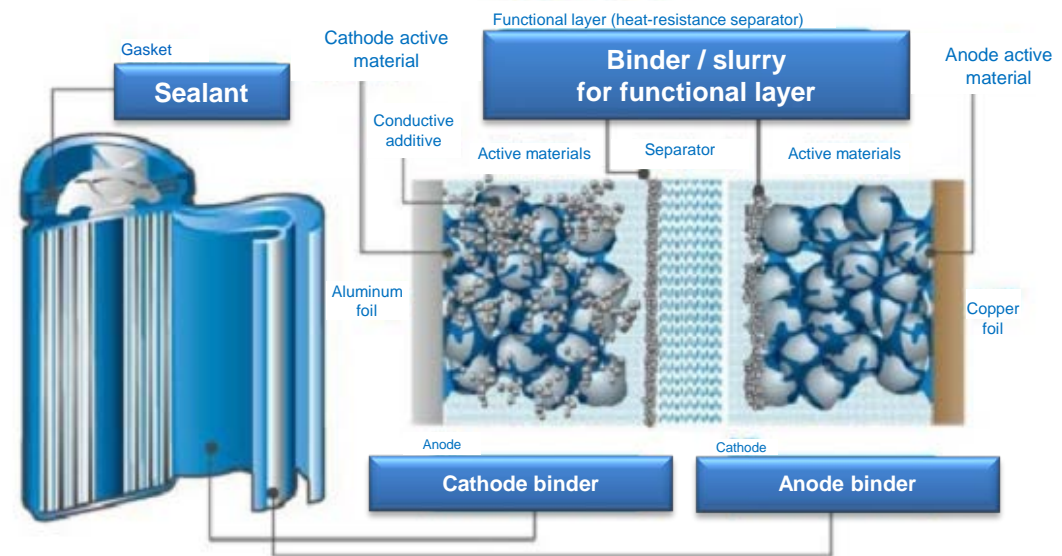 Functional layer (heat-resistance separator)
Gasket
Sealant
Cathode active
material
Binder / slurry
for functional layer
Anode active
material
Conductive
additive
Active materials
Separator
Active materials
Aluminum
foil
Copper
foil
Anode
Cathode binder
Cathode
Anode binder